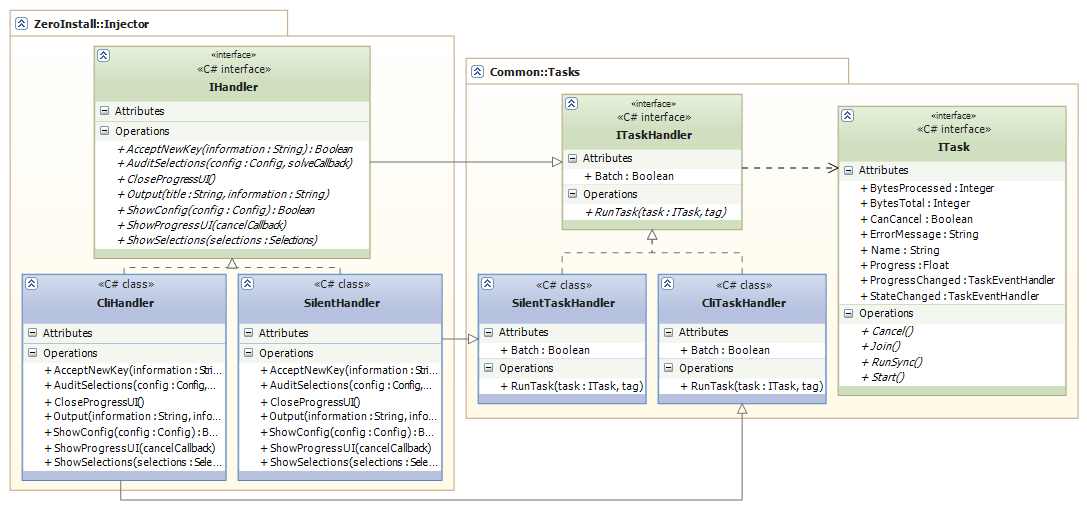 ZeroInstall::Injector
«interface»
«C# interface»
IHandler
Attributes
Operations
+ AcceptNewKey(information : String) : Boolean
+ AuditSelections(config : Config, solveCallback)
+ CloseProgressUI()
+ Output(title : String, information : String)
+ ShowConfig(config : Config) : Boolean
+ ShowProgressUI(cancelCallback)
+ ShowSelections(selections : Selections)
«C# class»
CliHandler
Attributes
Operations
+ AcceptNewKey(information : Stri...
+ AuditSelections(config : Config,...
+ CloseProgressUI()
+ Output(information : String, info...
+ ShowConfig(config : Config) : B...
+ ShowProgressUI(cancelCallback)
+ ShowSelections(selections : Sele...
«C# class»
SilentHandler
Attributes
Operations
+ AcceptNewKey(information : Stri...
+ AuditSelections(config : Config,...
+ CloseProgressUI()
+ Output(information : String, info...
+ ShowConfig(config : Config) : B...
+ ShowProgressUI(cancelCallback)
+ ShowSelections(selections : Sele...
Common::Tasks
«interface»
«C# interface»
ITaskHandler
Attributes
+ Batch : Boolean
Operations
+ RunTask(task : ITask, tag)
«interface»
«C# interface»
ITask
Attributes
+ BytesProcessed : Integer
+ BytesTotal : Integer
+ CanCancel : Boolean
+ ErrorMessage : String
+ Name : String
+ Progress : Float
+ ProgressChanged : TaskEventHandler
+ StateChanged : TaskEventHandler
Operations
+ Cancel()
+ Join()
+ RunSync()
+ Start()
«C# class»
SilentTaskHandler
Attributes
+ Batch : Boolean
Operations
+ RunTask(task : ITask, tag)
«C# class»
CliTaskHandler
Attributes
+ Batch : Boolean
Operations
+ RunTask(task : ITask, tag)